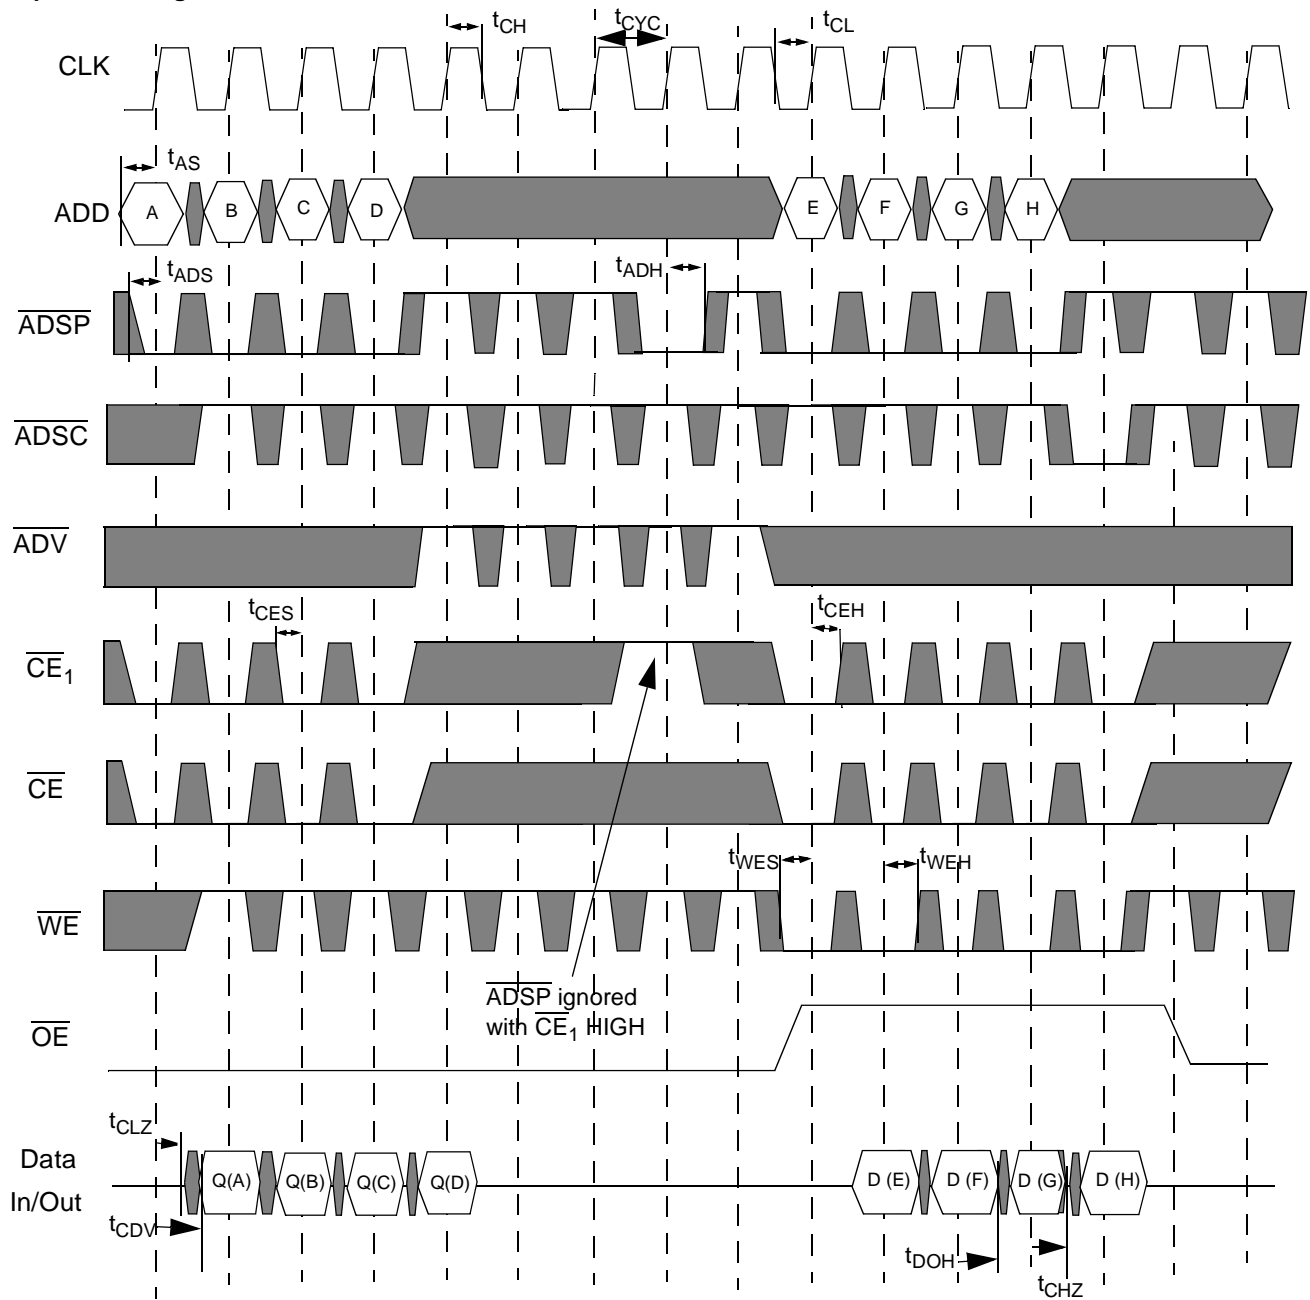 tCH tCYC tCL
CLK
tAS
ADD A B C D E F G H
tADS tADH
ADSP
ADSC
ADV
tCES tCEH
CE1
CE
tWES tWEH
WE
ADSP ignored
with CE1 HIGH
OE
tCLZ
Data
In/Out
Q(A) Q(B) Q(C) Q(D) D (E) D (F) D (G) D (H)
tCDV
tDOH
tCHZ